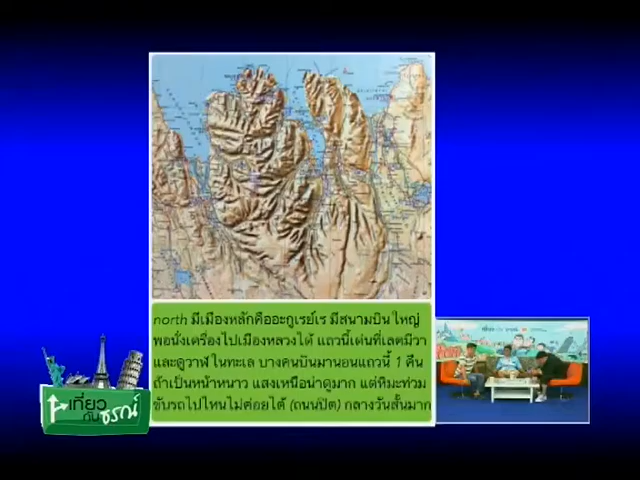 north มีเมืองหลักคืออะกูเรย์เร มีสนามบิน ใหญ่
พอนั่งเครื่องไปเมืองหลวงได้ แถวนี้เด่นที่เลตมีวา
และดูวาฬ ในทะเล บางคนบินมานอนแถวนี้ 1 คืน
ถ้าเป็นหน้าหนาว แสงเหนือน่าดูมาก แต่หิมะท่วม
ขับรถไปไหนไม่ค่อยได้ (ถนนปิด) กลางวันสั้นมาก
เที่ยว
กับ
ธรณ์